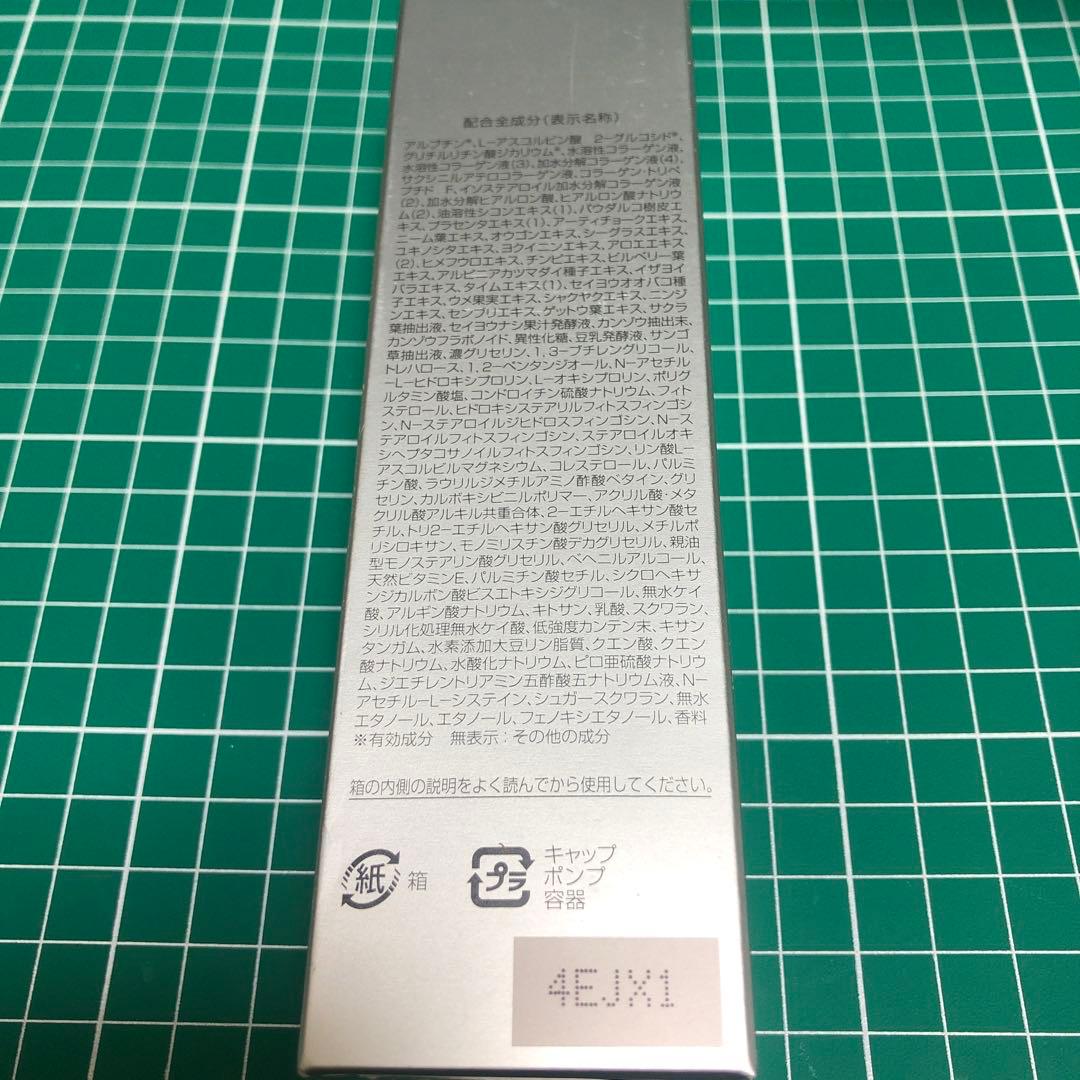 配合全成分(表示名称)
アルブチン※、L-アスコルビン酸 2-グルコシド※、
グリチルリチン酸ジカリウム※、水溶性コラーゲン液、
水溶性コラーゲン液(3)、加水分解コラーゲン液(4)、
サクシニルアテロコラーゲン液、コラーゲン・トリペ
プチド F、イソステアロイル加水分解コラーゲン液
(2)、加水分解ヒアルロン酸、ヒアルロン酸ナトリウ
ム(2)、油溶性シコンエキス(1)、パウダルコ樹皮エ
キス、プラセンタエキス(1)、アーティチョークエキス、
ニーム葉エキス、オウゴンエキス、シーグラスエキス、
ユキノシタエキス、ヨクイニンエキス、アロエエキス
(2)、ヒメフウロエキス、チンピエキス、ビルベリー葉
エキス、アルピニアカツマダイ種子エキス、イザヨイ
バラエキス、タイムエキス(1)、セイヨウオオバコ種
子エキス、ウメ果実エキス、シャクヤクエキス、ニンジ
ンエキス、センブリエキス、ゲットウ葉エキス、サクラ
葉抽出液、セイヨウナシ果汁発酵液、カンゾウ抽出末、
カンゾウフラボノイド、異性化糖、豆乳発酵液、サンゴ
草抽出液、濃グリセリン、1,3-ブチレングリコール、
トレハロース、1,2-ペンタンジオール、N-アセチル
-L-ヒドロキシプロリン、L-オキシプロリン、ポリグ
ルタミン酸塩、コンドロイチン硫酸ナトリウム、フィト
ステロール、ヒドロキシステアリルフィトスフィンゴシ
ン、N-ステアロイルジヒドロスフィンゴシン、N-ス
テアロイルフィトスフィンゴシン、ステアロイルオキ
シヘプタコサノイルフィトスフィンゴシン、リン酸L-
アスコルビルマグネシウム、コレステロール、パルミ
チン酸、ラウリルジメチルアミノ酢酸ベタイン、グリ
セリン、カルボキシビニルポリマー、アクリル酸・メタ
クリル酸アルキル共重合体、2-エチルヘキサン酸セ
チル、トリ2-エチルヘキサン酸グリセリル、メチルポ
リシロキサン、モノミリスチン酸デカグリセリル、親油
型モノステアリン酸グリセリル、ベヘニルアルコール、
天然ビタミンE、パルミチン酸セチル、シクロヘキサ
ンジカルボン酸ビスエトキシジグリコール、無水ケイ
酸、アルギン酸ナトリウム、キトサン、乳酸、スクワラン、
シリル化処理無水ケイ酸、低強度カンテン末、キサン
タンガム、水素添加大豆リン脂質、クエン酸、クエン
酸ナトリウム、水酸化ナトリウム、ピロ亜硫酸ナトリウ
ム、ジエチレントリアミン五酢酸五ナトリウム液、N-
アセチル-L-システイン、シュガースクワラン、無水
エタノール、エタノール、フェノキシエタノール、香料
※有効成分 無表示:その他の成分
箱の内側の説明をよく読んでから使用してください。
紙 箱
プラ キャップ
ポンプ
容器
4EJX1